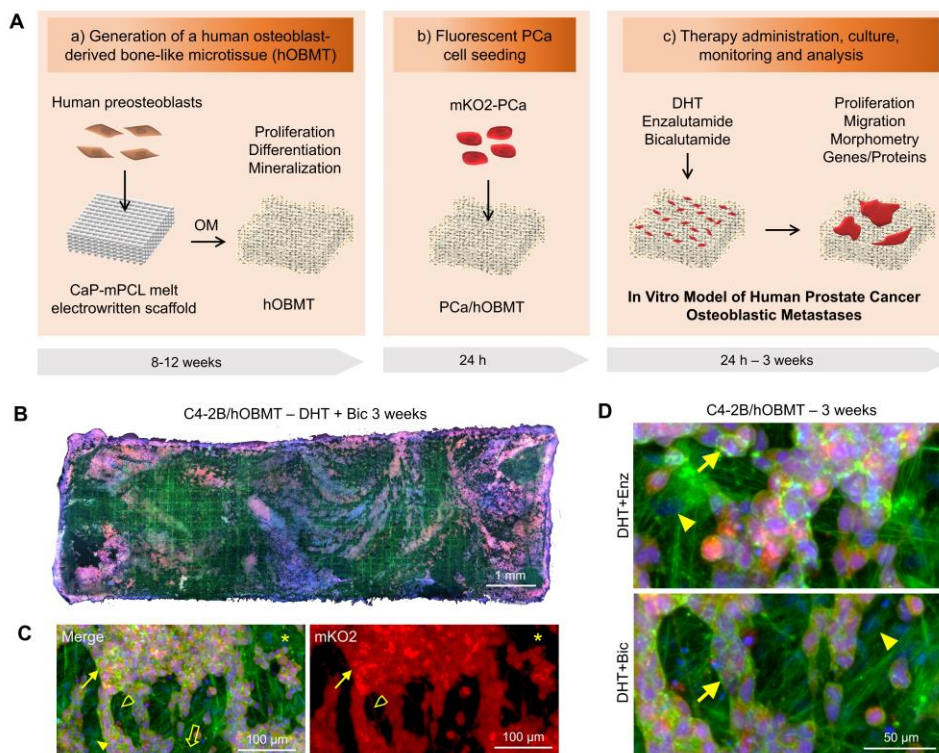 A
a) Generation of a human osteoblast-
derived bone-like microtissue (hOBMT)
Human preosteoblasts
Proliferation
Differentiation
Mineralization
OM
CaP-mPCL melt
electrowritten scaffold
hOBMT
b) Fluorescent PCa
cell seeding
mKO2-PCa
PCa/hOBMT
c) Therapy administration, culture,
monitoring and analysis
DHT
Enzalutamide
Bicalutamide
Proliferation
Migration
Morphometry
Genes/Proteins
In Vitro Model of Human Prostate Cancer
Osteoblastic Metastases
8-12 weeks
24 h
24 h – 3 weeks
B
C4-2B/hOBMT – DHT + Bic 3 weeks
1 mm
C
Merge
*
100 µm
mKO2
*
100 µm
D
C4-2B/hOBMT – 3 weeks
DHT+Enz
DHT+Bic
50 µm